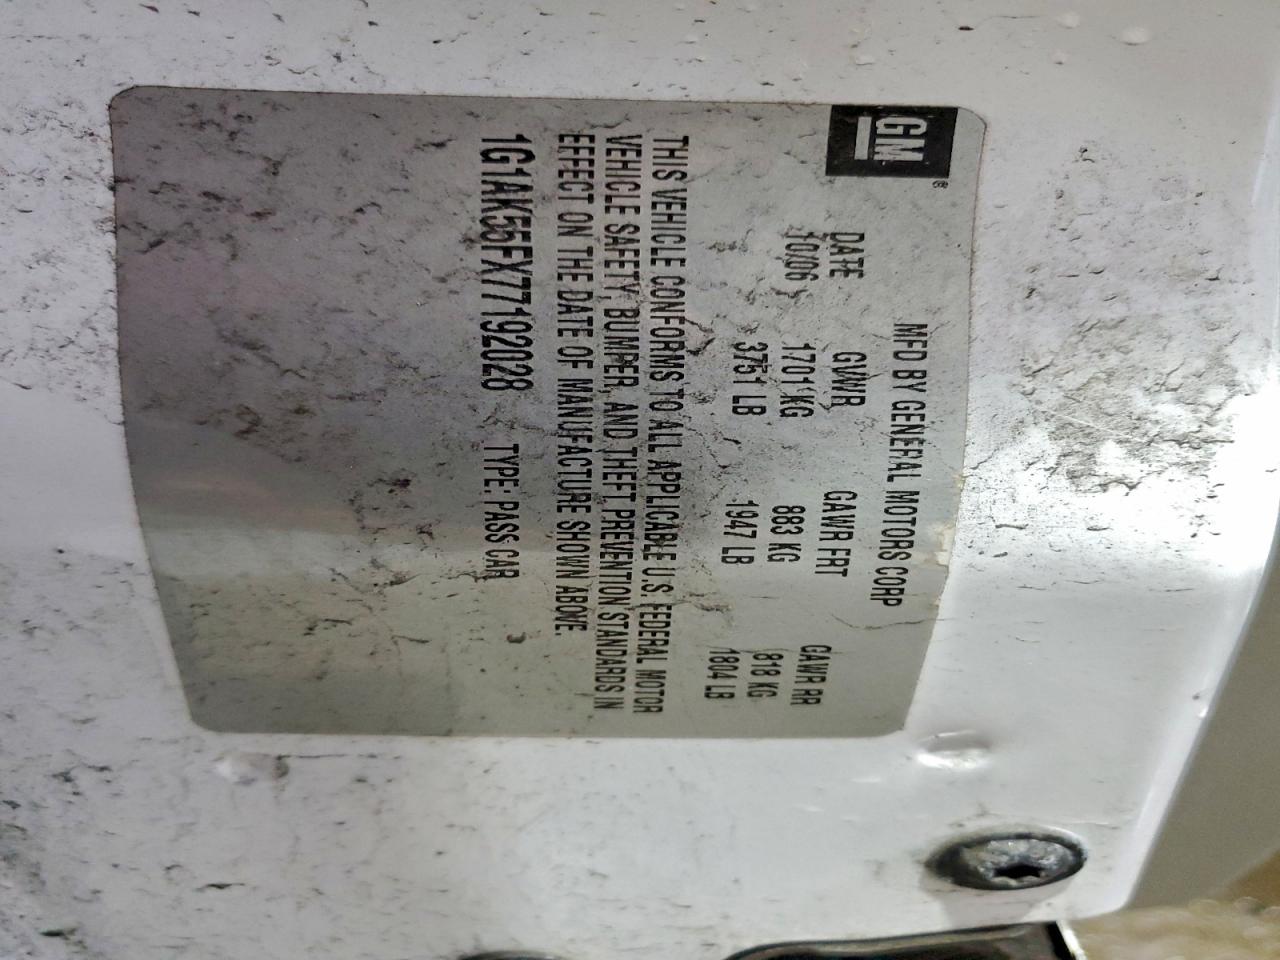 GM®
MFD BY GENERAL MOTORS CORP
DATE GVWR GAWR FRT GAWR RR
10/06 1701 KG 883 KG 818 KG
3751 LB 1947 LB 1804 LB
THIS VEHICLE CONFORMS TO ALL APPLICABLE U.S. FEDERAL MOTOR
VEHICLE SAFETY, BUMPER, AND THEFT PREVENTION STANDARDS IN
EFFECT ON THE DATE OF MANUFACTURE SHOWN ABOVE.
1G1AK55FX77192028 TYPE: PASS CAR